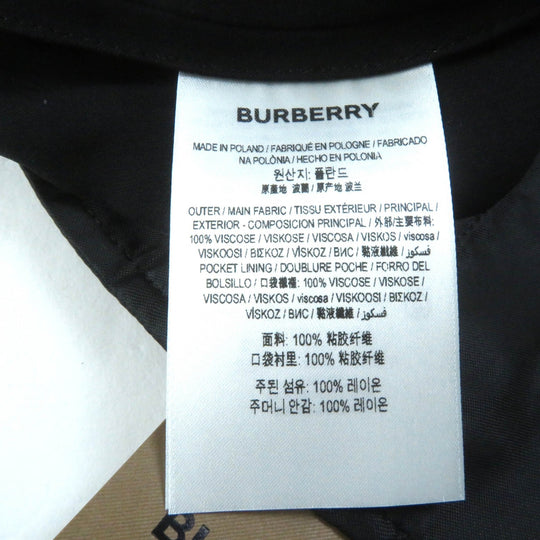 BURBERRY
MADE IN POLAND / FABRIQUÉ EN POLOGNE / FABRICADO
NA POLÓNIA / HECHO EN POLONIA
원산지: 폴란드
原產地 波蘭 / 原产地 波兰
OUTER / MAIN FABRIC / TISSU EXTÉRIEUR / PRINCIPAL /
EXTERIOR - COMPOSICIÓN PRINCIPAL / 外部/主要布料:
100% VISCOSE / VISKOSE / VISCOSA / VISKOS / viscosa /
VISKOOSI / ΒΙΣΚΟΖ / VİSKOZ / ВИС / 黏液纖維 / فسكوز
POCKET LINING / DOUBLURE POCHE / FORRO DEL
BOLSILLO / 口袋襯裡: 100% VISCOSE / VISKOSE /
VISCOSA / VISKOS / viscosa / VISKOOSI / ΒΙΣΚΟΖ /
VİSKOZ / ВИС / 黏液纖維 / فسكوز
面料: 100% 粘胶纤维
口袋衬里: 100% 粘胶纤维
주된 섬유: 100% 레이온
주머니 안감: 100% 레이온